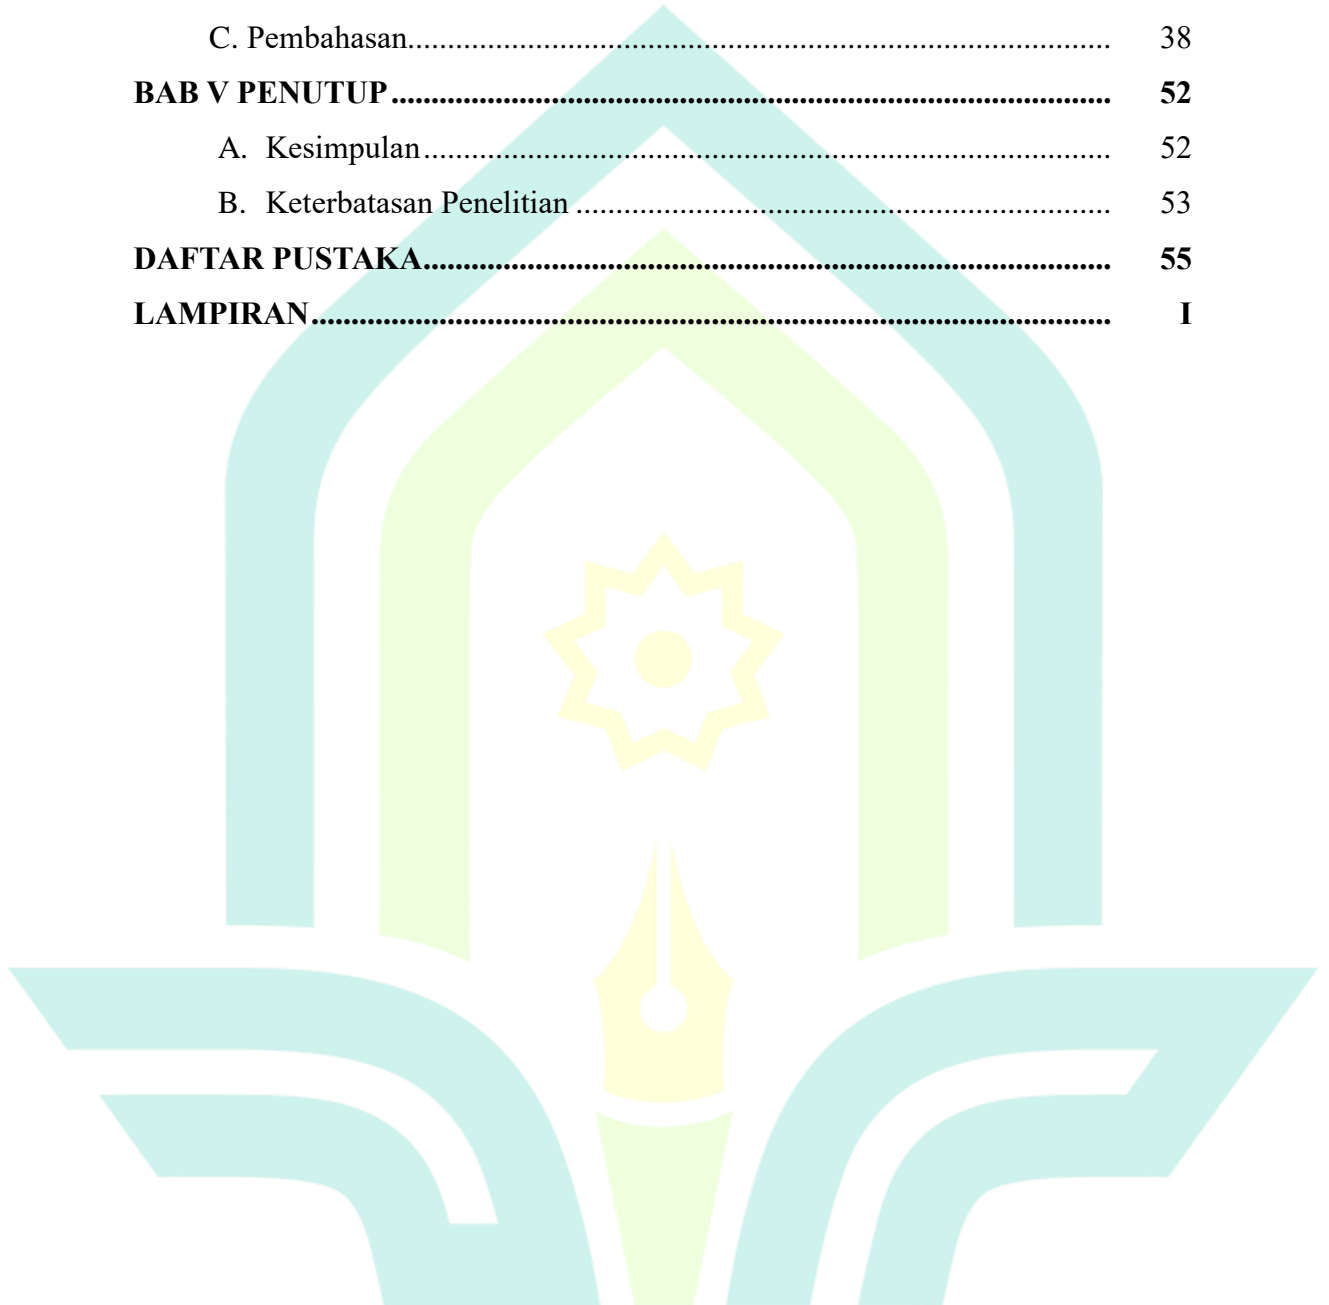 C. Pembahasan.......................................................................................... 38
BAB V PENUTUP.......................................................................................... 52
A. Kesimpulan.......................................................................................... 52
B. Keterbatasan Penelitian .................................................................... 53
DAFTAR PUSTAKA....................................................................................... 55
LAMPIRAN.................................................................................................... I